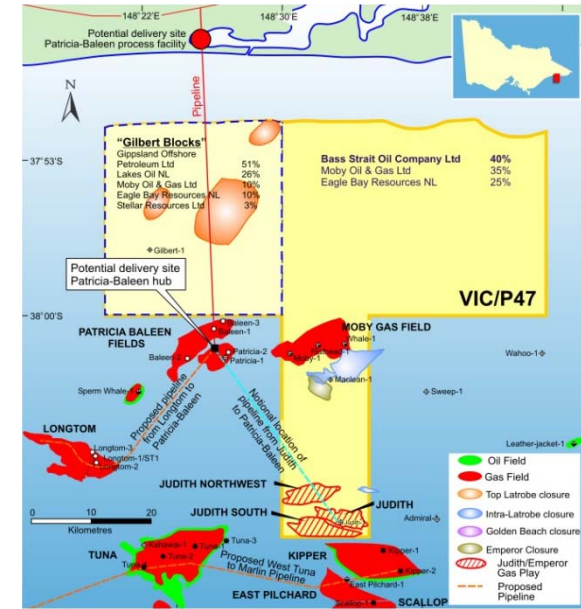 148°22'E
148°30'E
148°38'E
Potential delivery site
Patricia-Baleen process facility
N
Pipeline
37°53'S
"Gilbert Blocks"
Gippsland Offshore
Petroleum Ltd 51%
Lakes Oil NL 26%
Moby Oil & Gas Ltd 10%
Eagle Bay Resources NL 10%
Stellar Resources Ltd 3%
Bass Strait Oil Company Ltd 40%
Moby Oil & Gas Ltd 35%
Eagle Bay Resources NL 25%
Gilbert-1
Potential delivery site
Patricia-Baleen hub
38°00'S
VIC/P47
PATRICIA BALEEN
FIELDS
Baleen-3
Baleen-1
Baleen-2
Patricia-2
Patricia-1
MOBY GAS FIELD
Whale-1
Moby-1
Maclean-1
Wahoo-1
Sperm Whale-1
Sweep-1
Proposed pipeline
from Longtom to
Patricia-Baleen
Notional location of
pipeline from Judith
to Patricia-Baleen
LONGTOM
Longtom-3
Longtom-1/ST1
Longtom-2
Leather-jacket-1
JUDITH NORTHWEST
JUDITH
JUDITH SOUTH
Admiral-1
0 10 20
Kilometres
TUNA
Tuna-3
Tuna-1
Tuna-2
Proposed West Tuna
to Marlin Pipeline
KIPPER
Kipper-1
Kipper-2
East Pilchard-1
EAST PILCHARD
SCALLOP
Scallop-1
Oil Field
Gas Field
Top Latrobe closure
Intra-Latrobe closure
Golden Beach closure
Emperor Closure
Judith/Emperor
Gas Play
Proposed
Pipeline